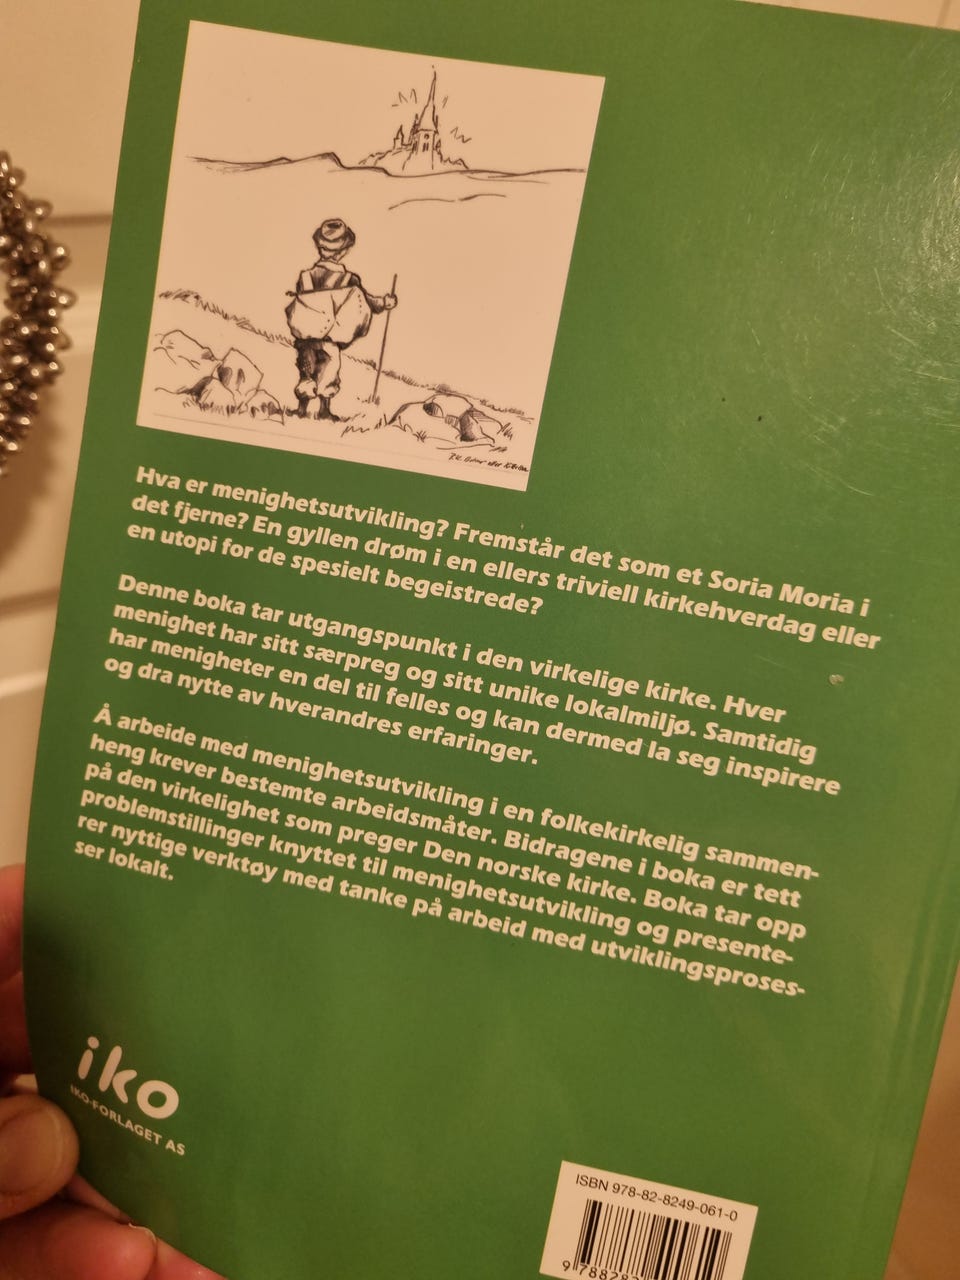 Hva er menighetsutvikling? Fremstår det som et Soria Moria i
det fjerne? En gyllen drøm i en ellers triviell kirkehverdag eller
en utopi for de spesielt begeistrede?
Denne boka tar utgangspunkt i den virkelige kirke. Hver
menighet har sitt særpreg og sitt unike lokalmiljø. Samtidig
har menigheter en del til felles og kan dermed la seg inspirere
og dra nytte av hverandres erfaringer.
Å arbeide med menighetsutvikling i en folkekirkelig sammen-
heng krever bestemte arbeidsmåter. Bidragene i boka er tett
på den virkelighet som preger Den norske kirke. Boka tar opp
problemstillinger knyttet til menighetsutvikling og presente-
rer nyttige verktøy med tanke på arbeid med utviklingsproses-
ser lokalt.
iko
IKO-FORLAGET AS
ISBN 978-82-8249-061-0